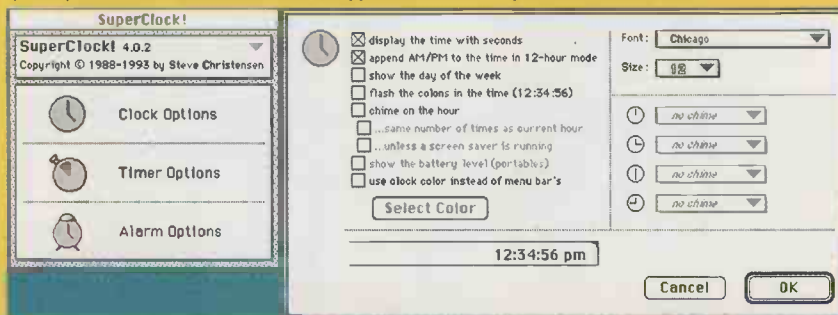 SuperClock!
SuperClock! 4.0.2
Copyright © 1988-1993 by Steve Christensen
Clock Options
Timer Options
Alarm Options
display the time with seconds
append AM/PM to the time in 12-hour mode
show the day of the week
flash the colons in the time (12:34:56)
chime on the hour
...same number of times as current hour
...unless a screen saver is running
show the battery level (portables)
use clock color instead of menu bar's
Select Color
12:34:56 pm
Font: Chicago
Size:
no chime
no chime
no chime
no chime
Cancel
OK